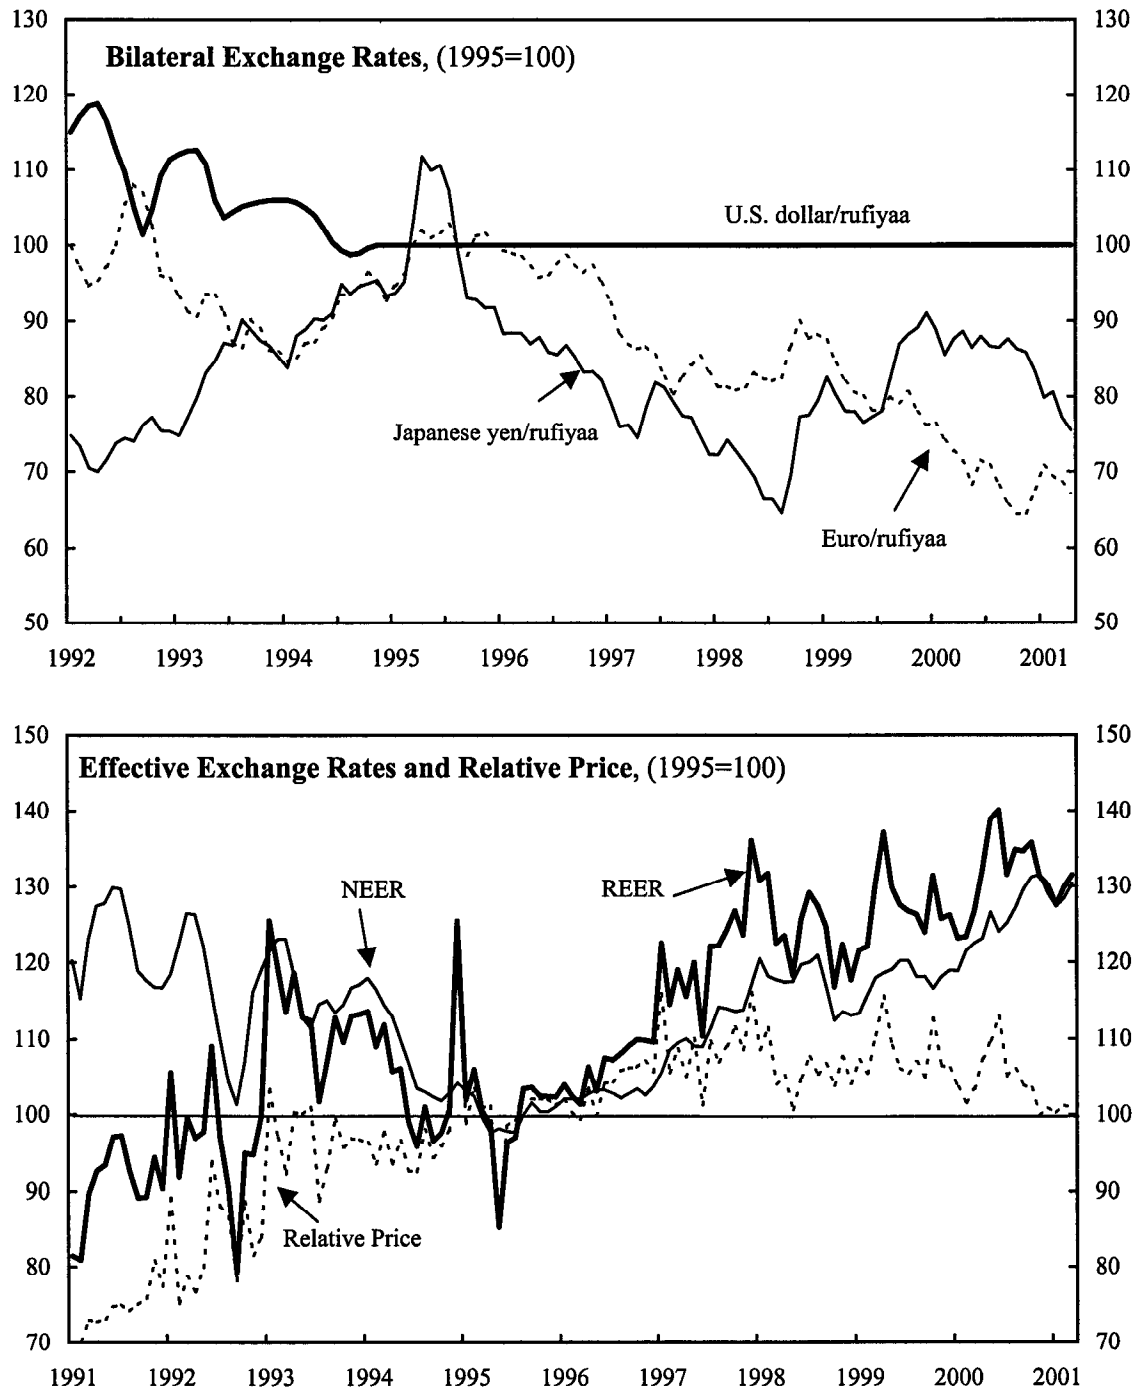 Bilateral Exchange Rates, (1995=100)
130 130
120 120
110 110
U.S. dollar/rufiyaa
100 100
90 90
80 80
Japanese yen/rufiyaa
70 70
Euro/rufiyaa
60 60
50 50
1992 1993 1994 1995 1996 1997 1998 1999 2000 2001
150 150
Effective Exchange Rates and Relative Price, (1995=100)
140 140
NEER REER
130 130
120 120
110 110
100 100
90 90
Relative Price
80 80
70 70
1991 1992 1993 1994 1995 1996 1997 1998 1999 2000 2001